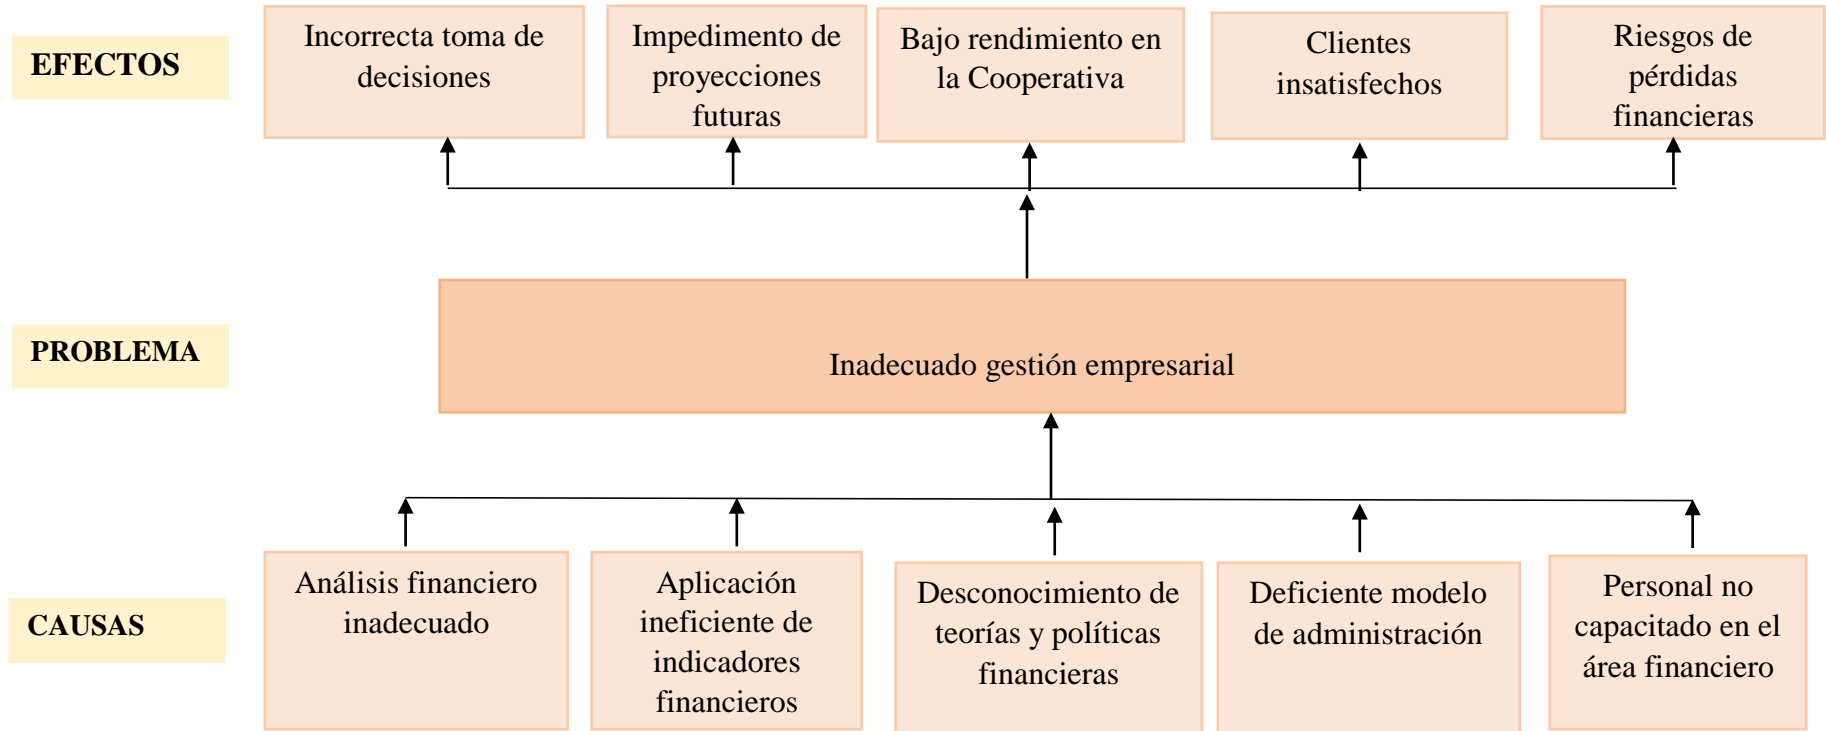 EFECTOS
Incorrecta toma de
decisiones
Impedimento de
proyecciones
futuras
Bajo rendimiento en
la Cooperativa
Clientes
insatisfechos
Riesgos de
pérdidas
financieras
PROBLEMA
Inadecuado gestión empresarial
CAUSAS
Análisis financiero
inadecuado
Aplicación
ineficiente de
indicadores
financieros
Desconocimiento de
teorías y políticas
financieras
Deficiente modelo
de administración
Personal no
capacitado en el
área financiero